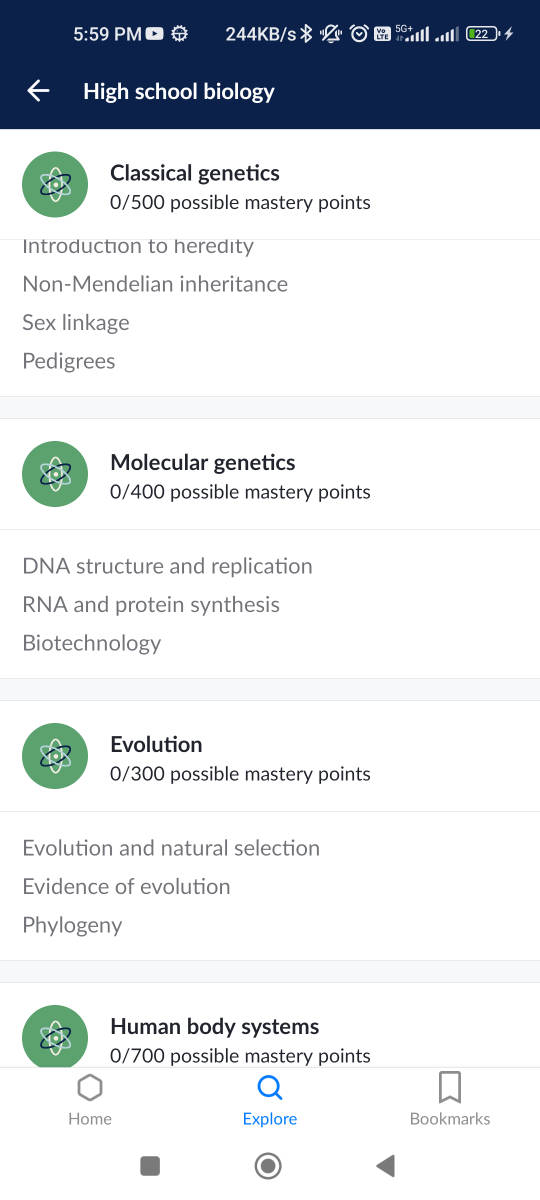 5:59 PM 244KB/s Vo LTE 5G+ 22
High school biology
Classical genetics
0/500 possible mastery points
Introduction to heredity
Non-Mendelian inheritance
Sex linkage
Pedigrees
Molecular genetics
0/400 possible mastery points
DNA structure and replication
RNA and protein synthesis
Biotechnology
Evolution
0/300 possible mastery points
Evolution and natural selection
Evidence of evolution
Phylogeny
Human body systems
0/700 possible mastery points
Home Explore Bookmarks